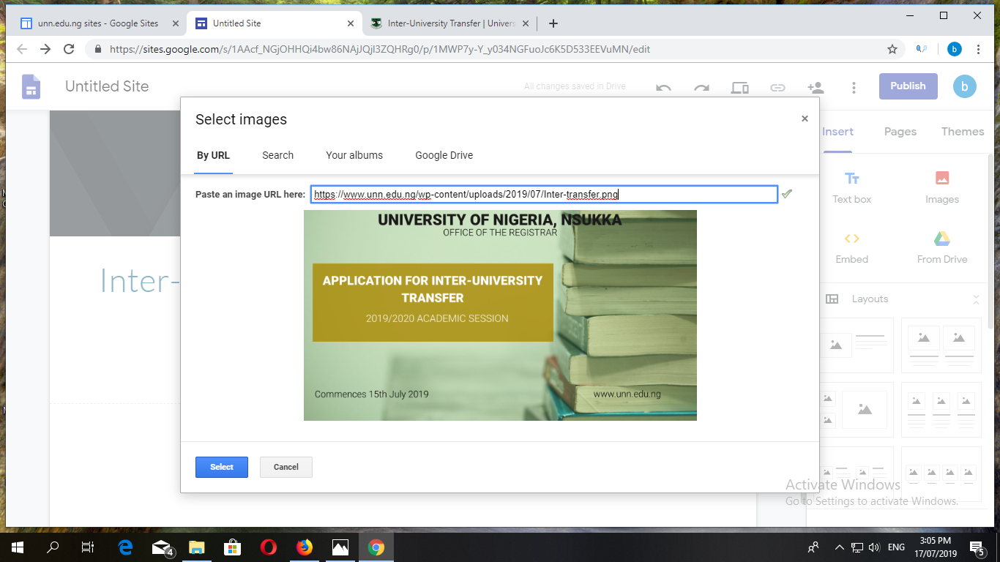 unn.edu.ng sites - Google Sites
Untitled Site
Inter-University Transfer | Univers
https://sites.google.com/s/1AAcf_NGjOHHQi4bw86NAjJQjl3ZQHRg0/p/1MWP7y-Y_y034NGFuoJc6K5D533EEVuMN/edit
b
Untitled Site
All changes saved in Drive
Publish
b
Select images
By URL
Search
Your albums
Google Drive
Paste an image URL here:
https://www.unn.edu.ng/wp-content/uploads/2019/07/Inter-transfer.png
UNIVERSITY OF NIGERIA, NSUKKA
OFFICE OF THE REGISTRAR
APPLICATION FOR INTER-UNIVERSITY
TRANSFER
2019/2020 ACADEMIC SESSION
Commences 15th July 2019
www.unn.edu.ng
Select
Cancel
Inter-
Insert
Pages
Themes
Text box
Images
Embed
From Drive
Layouts
Activate Windows
Go to Settings to activate Windows.
4
ENG
3:05 PM
17/07/2019
5